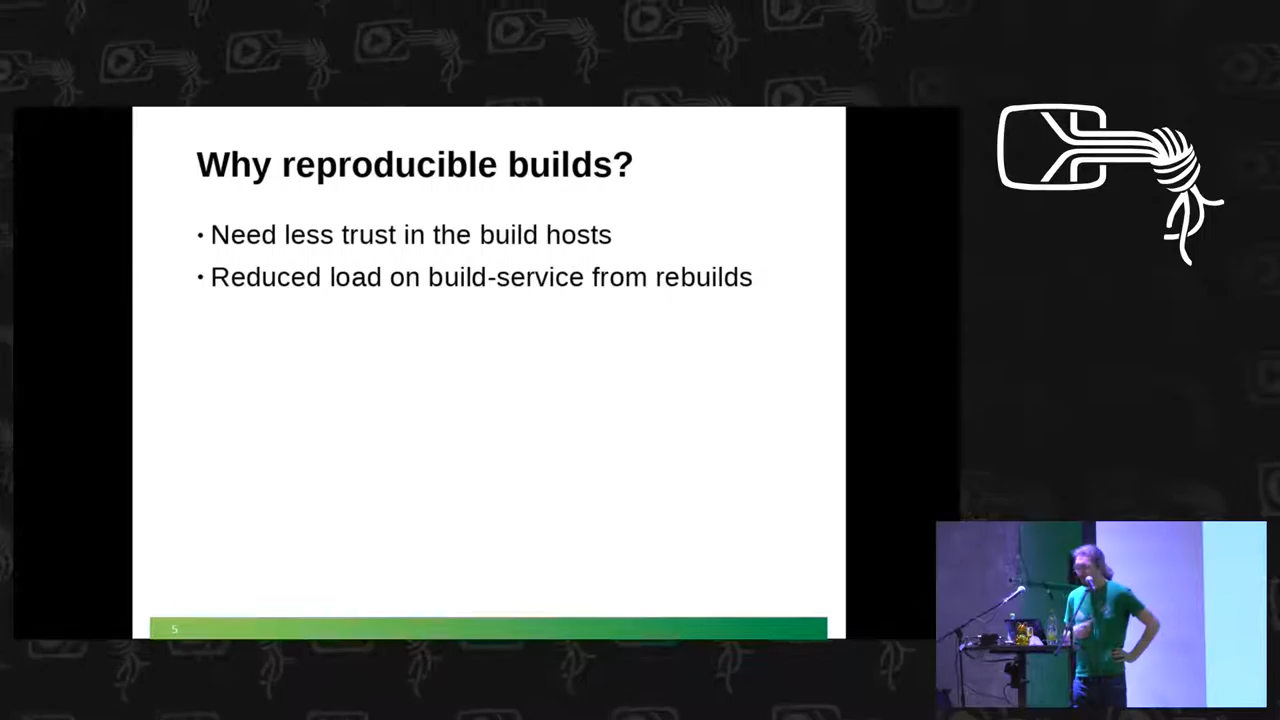 Why reproducible builds?
· Need less trust in the build hosts
· Reduced load on build-service from rebuilds
5